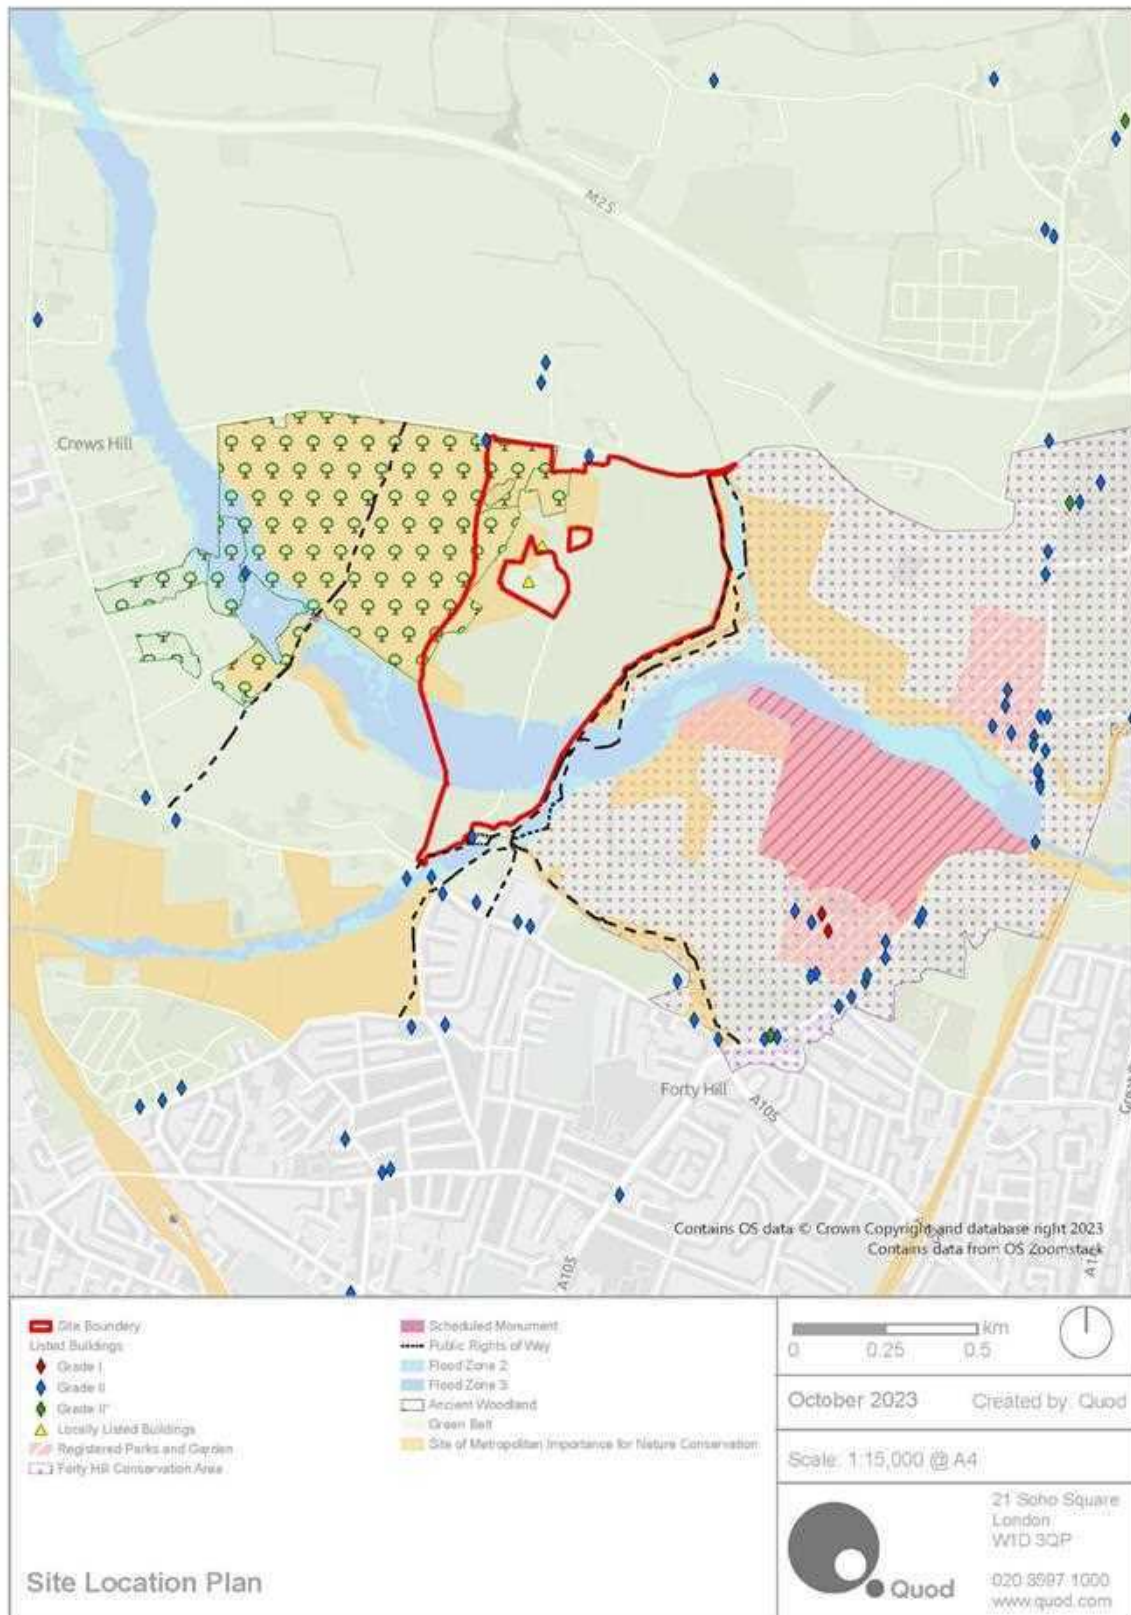 M25
Crews Hill
Forty Hill
A105
A105
Contains OS data © Crown Copyright and database right 2023
Contains data from OS Zoomstack
Site Boundary
Listed Buildings
Grade I
Grade II
Grade II*
Locally Listed Buildings
Registered Parks and Garden
Forty Hill Conservation Area
Scheduled Monument
Public Rights of Way
Flood Zone 2
Flood Zone 3
Ancient Woodland
Green Belt
Site of Metropolitan Importance for Nature Conservation
km
0 0.25 0.5
October 2023 Created by: Quod
Scale: 1:15,000 @ A4
21 Soho Square
London
W1D 3QP
Quod
020 3597 1000
www.quod.com
Site Location Plan